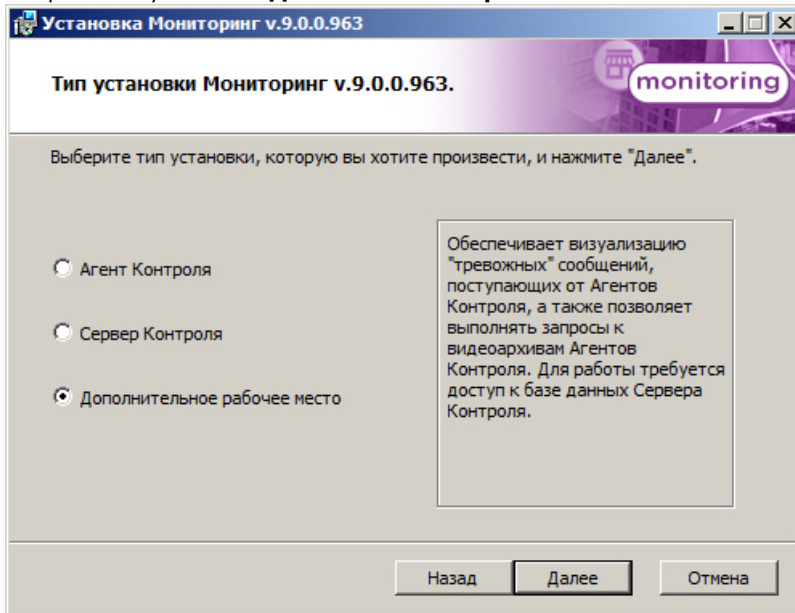 Установка Мониторинг v.9.0.0.963
Тип установки Мониторинг v.9.0.0.963.
monitoring
Выберите тип установки, которую вы хотите произвести, и нажмите "Далее".
Агент Контроля
Сервер Контроля
Дополнительное рабочее место
Обеспечивает визуализацию
"тревожных" сообщений,
поступающих от Агентов
Контроля, а также позволяет
выполнять запросы к
видеоархивам Агентов
Контроля. Для работы требуется
доступ к базе данных Сервера
Контроля.
Назад Далее Отмена